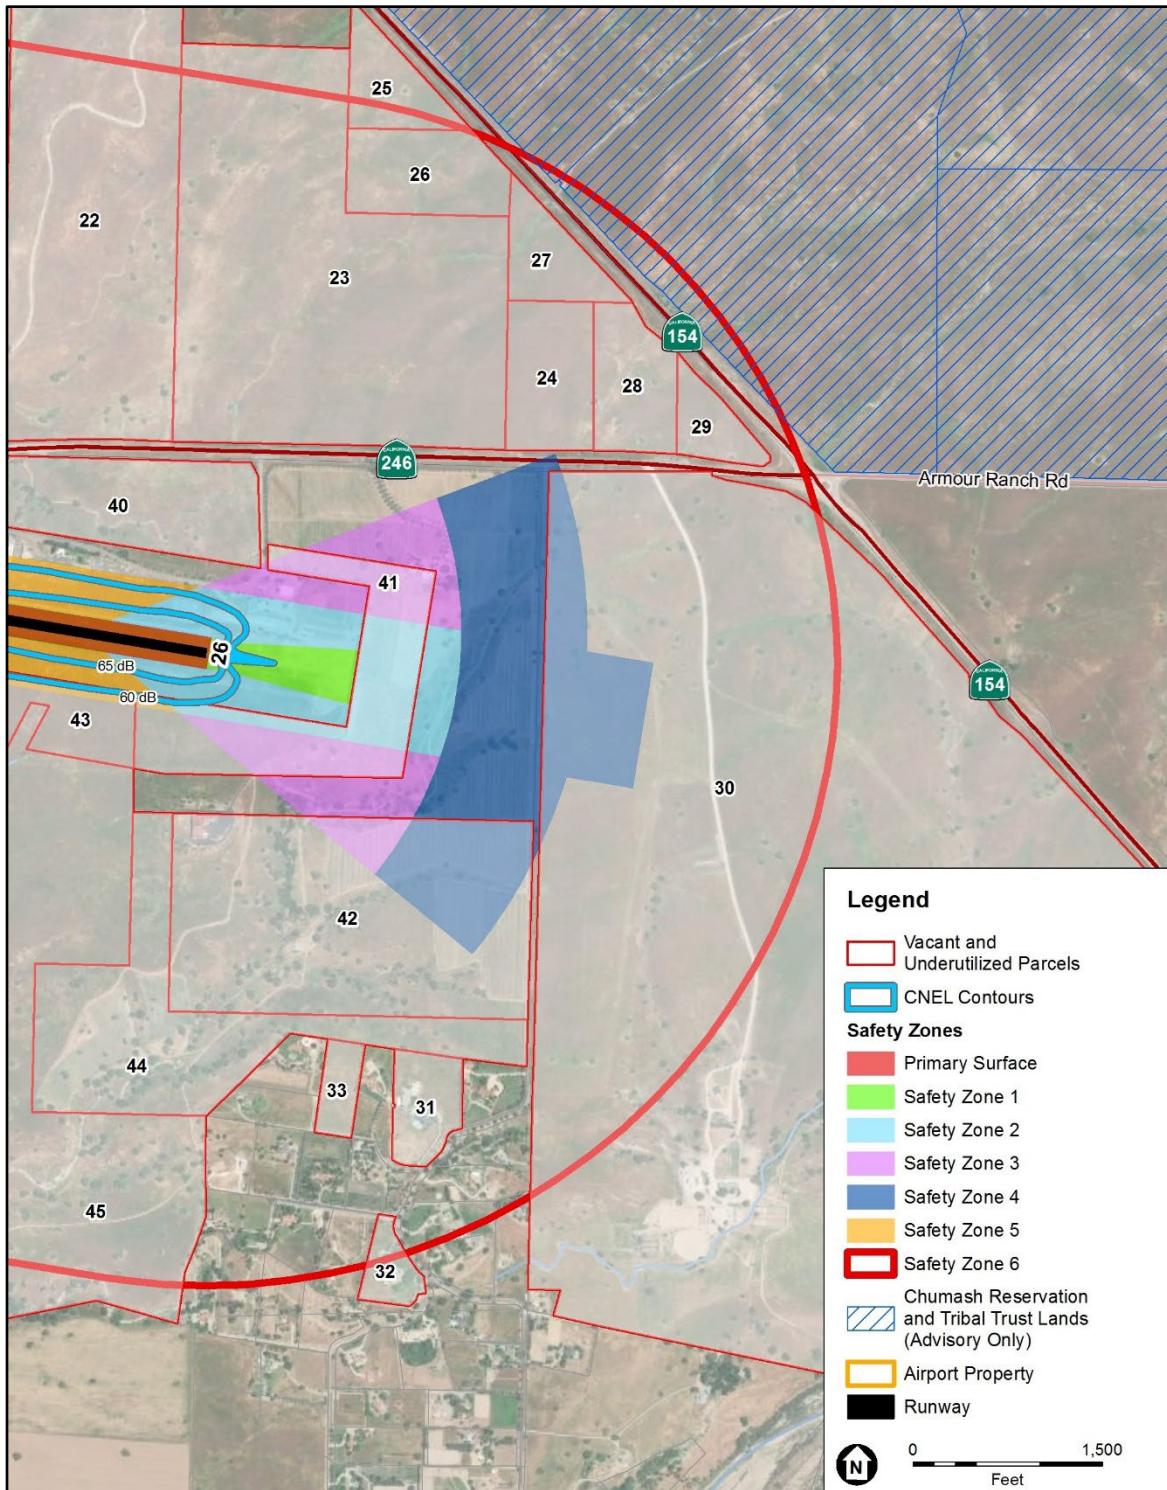 25
26
22
27
23
CALIFORNIA
154
24
28
29
CALIFORNIA
246
Armour Ranch Rd
40
41
26
65 dB
60 dB
43
CALIFORNIA
154
30
42
44
33
31
45
32
Legend
Vacant and
Underutilized Parcels
CNEL Contours
Safety Zones
Primary Surface
Safety Zone 1
Safety Zone 2
Safety Zone 3
Safety Zone 4
Safety Zone 5
Safety Zone 6
Chumash Reservation
and Tribal Trust Lands
(Advisory Only)
Airport Property
Runway
N
0 1,500
Feet